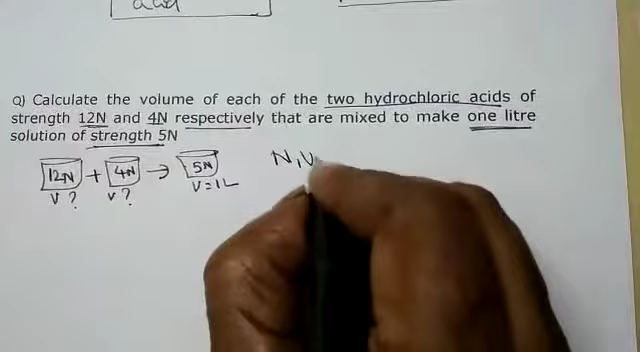 acid
Q) Calculate the volume of each of the two hydrochloric acids of
strength 12N and 4N respectively that are mixed to make one litre
solution of strength 5N
12N + 4N → 5N N₁V
V ? V ? V = 1L